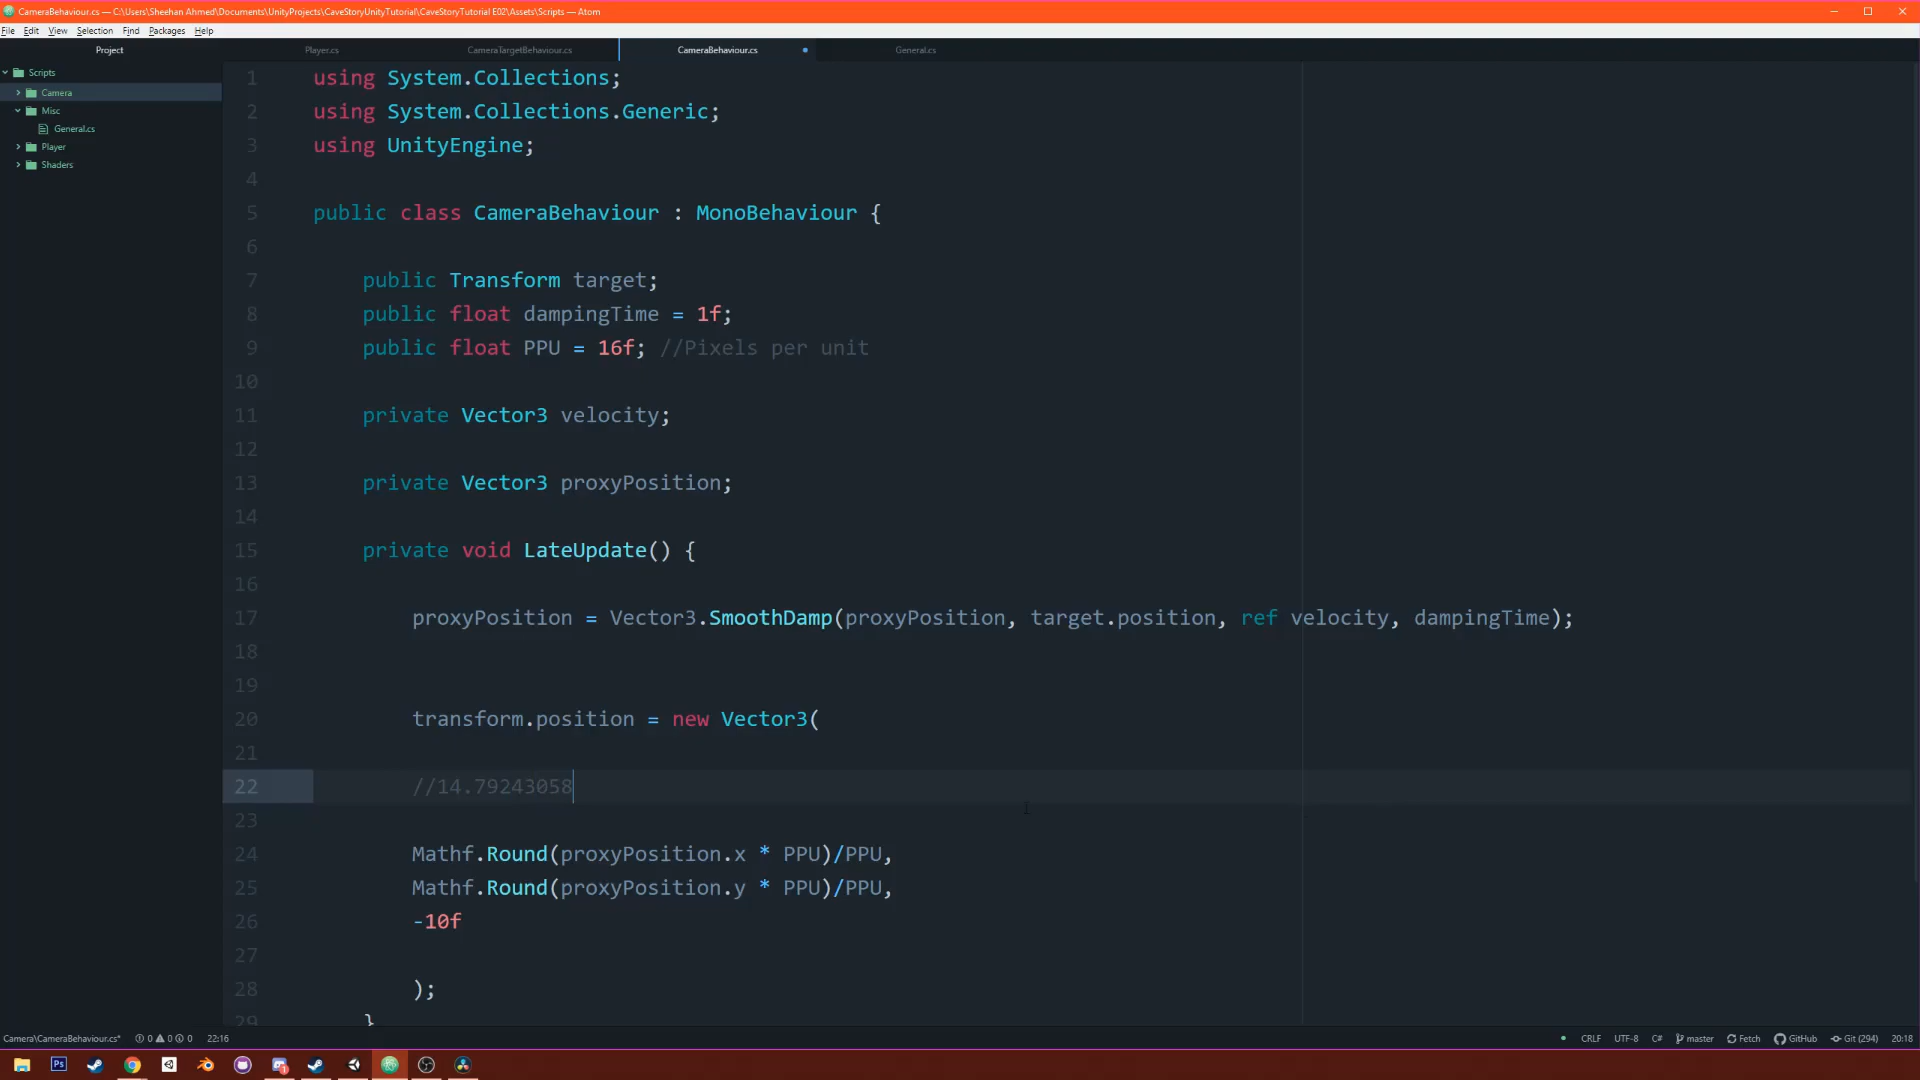 CameraBehaviour.cs — C:\Users\Sheehan Ahmed\Documents\UnityProjects\CaveStoryUnityTutorial\CaveStoryTutorial E02\Assets\Scripts — Atom
File Edit View Selection Find Packages Help
Project
Player.cs
CameraTargetBehaviour.cs
CameraBehaviour.cs
General.cs
Scripts
Camera
Misc
General.cs
Player
Shaders
1 using System.Collections;
2 using System.Collections.Generic;
3 using UnityEngine;
4
5 public class CameraBehaviour : MonoBehaviour {
6
7 public Transform target;
8 public float dampingTime = 1f;
9 public float PPU = 16f; //Pixels per unit
10
11 private Vector3 velocity;
12
13 private Vector3 proxyPosition;
14
15 private void LateUpdate() {
16
17 proxyPosition = Vector3.SmoothDamp(proxyPosition, target.position, ref velocity, dampingTime);
18
19
20 transform.position = new Vector3(
21
22 //14.79243058
23
24 Mathf.Round(proxyPosition.x * PPU)/PPU,
25 Mathf.Round(proxyPosition.y * PPU)/PPU,
26 -10f
27
28 );
29 }
Camera\CameraBehaviour.cs* 0 0 0 22:16
CRLF UTF-8 C# master Fetch GitHub Git (294) 20:18
Ps
1